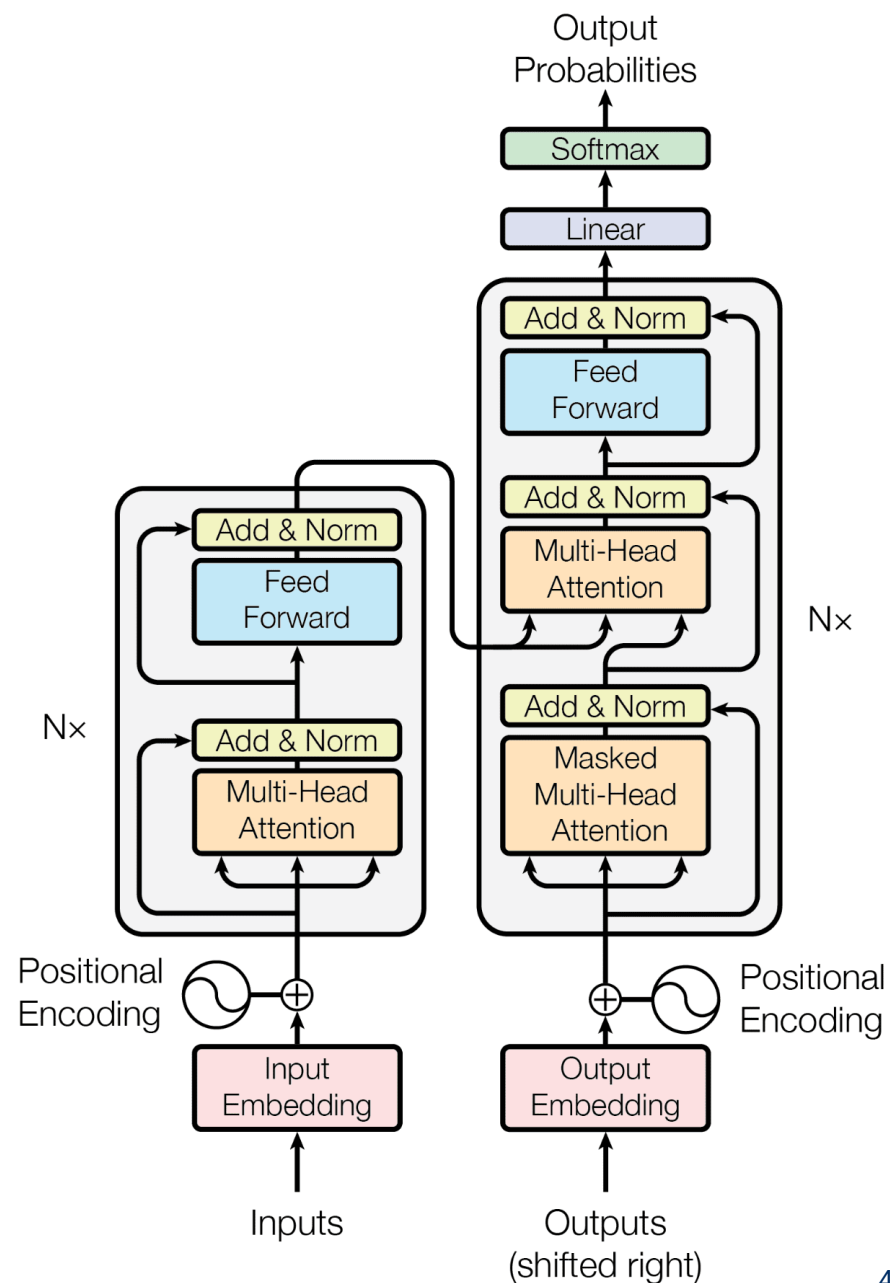 Output
Probabilities
Softmax
Linear
Add & Norm
Feed
Forward
Add & Norm
Multi-Head
Attention
Add & Norm
Masked
Multi-Head
Attention
N×
Add & Norm
Feed
Forward
Add & Norm
Multi-Head
Attention
N×
Positional
Encoding
Positional
Encoding
Input
Embedding
Output
Embedding
Inputs
Outputs
(shifted right)
4